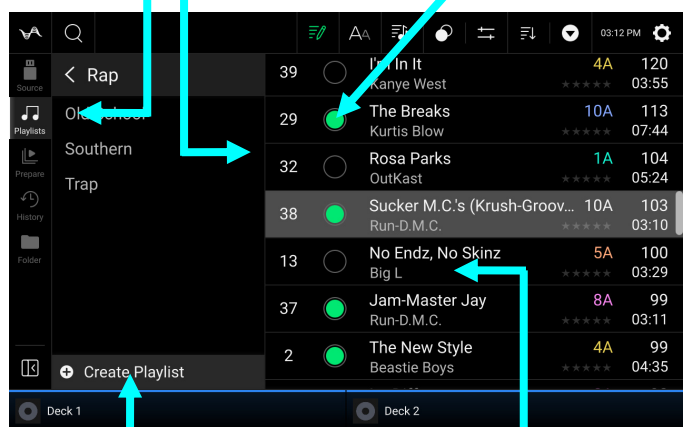 AA
03:12 PM
Source
Playlists
Prepare
History
Folder
Rap
Southern
Trap
Create Playlist
39 In It 4A 120
Kanye West 03:55
29 The Breaks 10A 113
Kurtis Blow 07:44
32 Rosa Parks 1A 104
OutKast 05:24
38 Sucker M.C.'s (Krush-Groov... 10A 103
Run-D.M.C. 03:10
13 No Endz, No Skinz 5A 100
Big L 03:29
37 Jam-Master Jay 8A 99
Run-D.M.C. 03:11
2 The New Style 4A 99
Beastie Boys 04:35
Deck 1
Deck 2